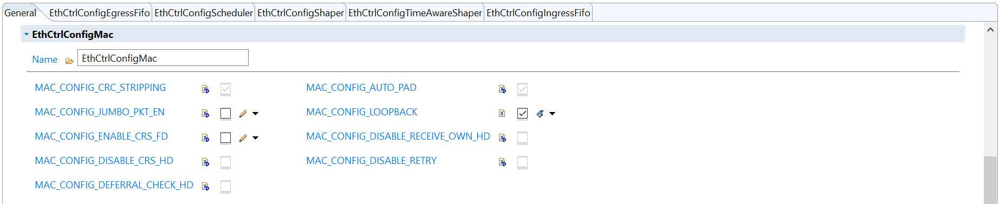 General EthCtrlConfigEgressFifo EthCtrlConfigScheduler EthCtrlConfigShaper EthCtrlConfigTimeAwareShaper EthCtrlConfigIngressFifo
EthCtrlConfigMac
Name EthCtrlConfigMac
MAC_CONFIG_CRC_STRIPPING MAC_CONFIG_AUTO_PAD
MAC_CONFIG_JUMBO_PKT_EN MAC_CONFIG_LOOPBACK
MAC_CONFIG_ENABLE_CRS_FD MAC_CONFIG_DISABLE_RECEIVE_OWN_HD
MAC_CONFIG_DISABLE_CRS_HD MAC_CONFIG_DISABLE_RETRY
MAC_CONFIG_DEFERRAL_CHECK_HD